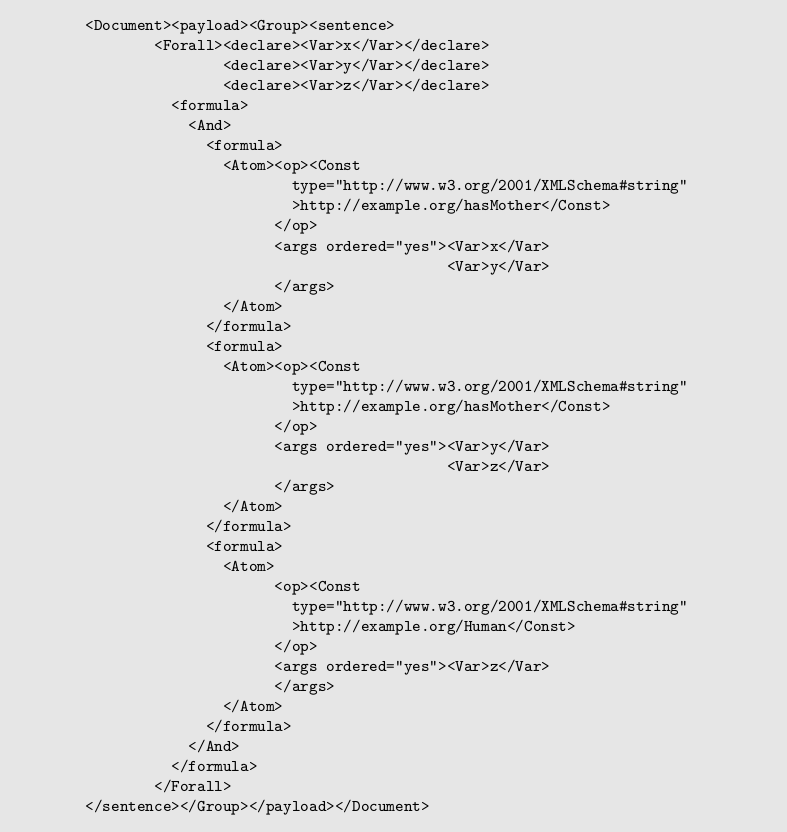 <Document><payload><Group><sentence>
<Forall><declare><Var>x</Var></declare>
<declare><Var>y</Var></declare>
<declare><Var>z</Var></declare>
<formula>
<And>
<formula>
<Atom><op><Const
type="http://www.w3.org/2001/XMLSchema#string"
>http://example.org/hasMother</Const>
</op>
<args ordered="yes"><Var>x</Var>
<Var>y</Var>
</args>
</Atom>
</formula>
<formula>
<Atom><op><Const
type="http://www.w3.org/2001/XMLSchema#string"
>http://example.org/hasMother</Const>
</op>
<args ordered="yes"><Var>y</Var>
<Var>z</Var>
</args>
</Atom>
</formula>
<formula>
<Atom>
<op><Const
type="http://www.w3.org/2001/XMLSchema#string"
>http://example.org/Human</Const>
</op>
<args ordered="yes"><Var>z</Var>
</args>
</Atom>
</formula>
</And>
</formula>
</Forall>
</sentence></Group></payload></Document>